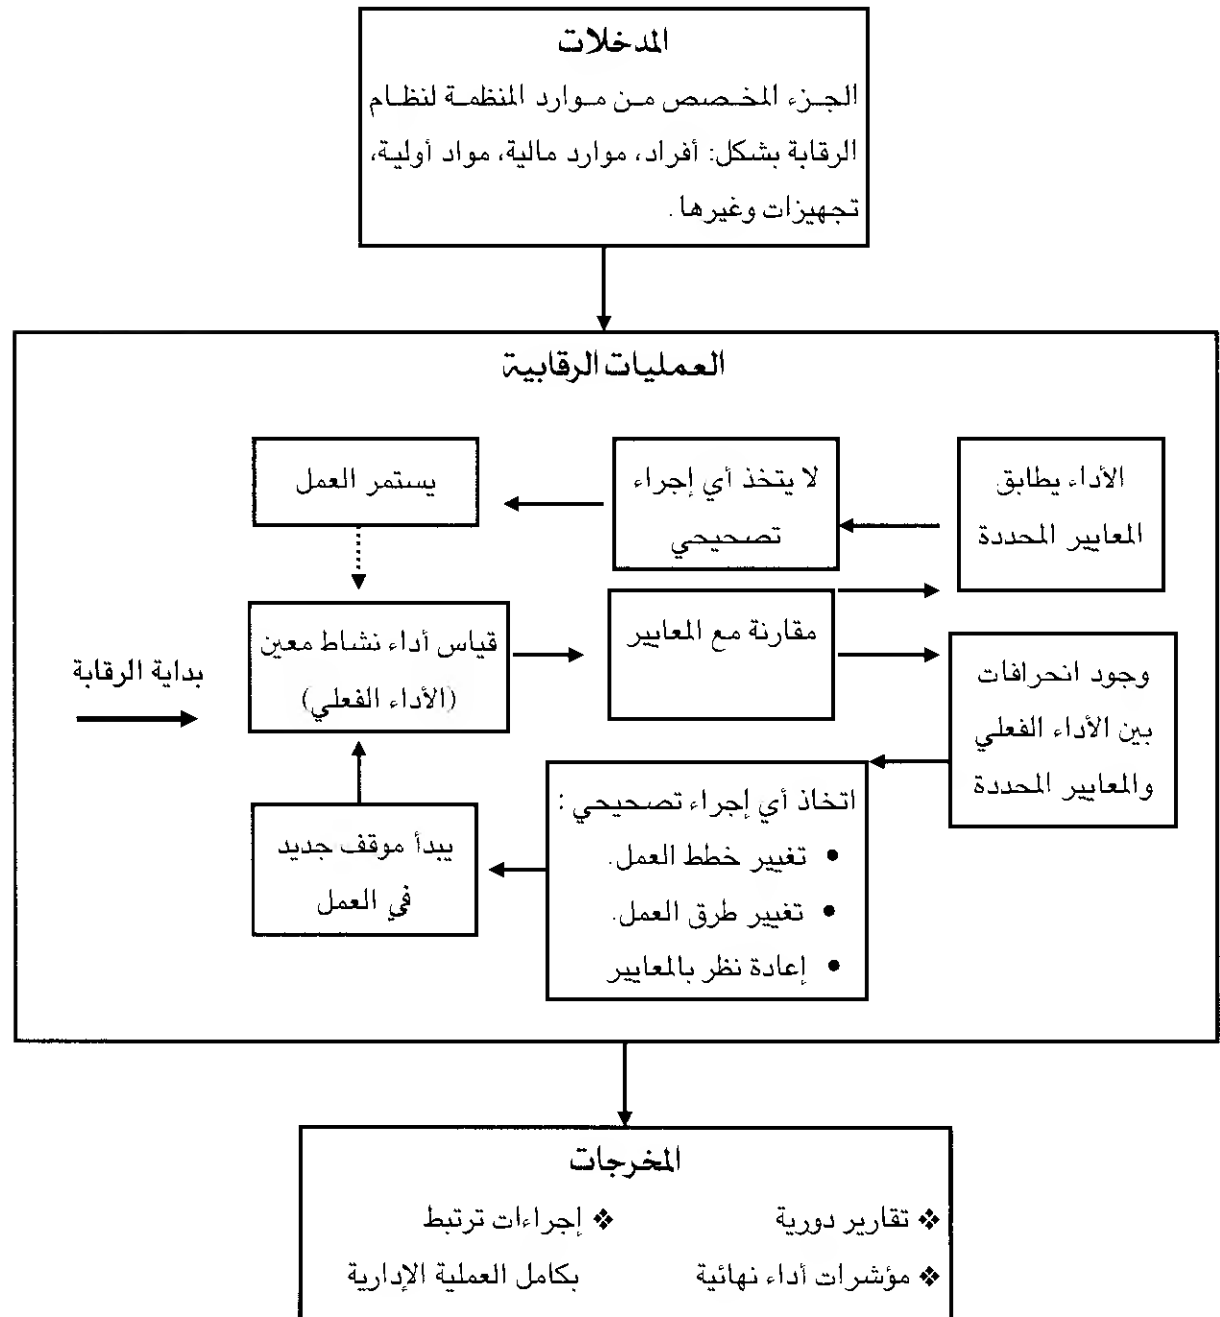 المدخلات
الجزء المخصص من موارد المنظمة لنظام
الرقابة بشكل: أفراد، موارد مالية، مواد أولية،
تجهيزات وغيرها.
العمليات الرقابية
الأداء يطابق
المعايير المحددة
لا يتخذ أي إجراء
تصحيحي
يستمر العمل
بداية الرقابة
قياس أداء نشاط معين
(الأداء الفعلي)
مقارنة مع المعايير
وجود انحرافات
بين الأداء الفعلي
والمعايير المحددة
اتخاذ أي إجراء تصحيحي :
• تغيير خطط العمل.
• تغيير طرق العمل.
• إعادة نظر بالمعايير
يبدأ موقف جديد
في العمل
المخرجات
❖ تقارير دورية
❖ مؤشرات أداء نهائية
❖ إجراءات ترتبط
بكامل العملية الإدارية